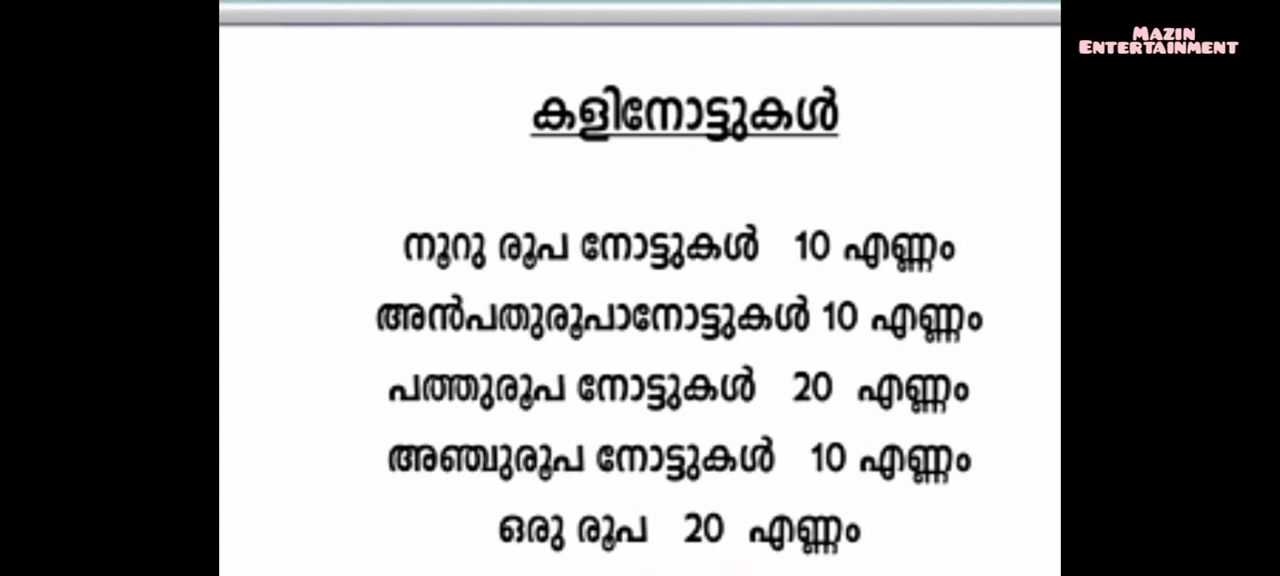 MAZIN
ENTERTAINMENT
കളിനോട്ടുകൾ
നൂറു രൂപ നോട്ടുകൾ 10 എണ്ണം
അൻപതുരൂപാനോട്ടുകൾ 10 എണ്ണം
പത്തുരൂപ നോട്ടുകൾ 20 എണ്ണം
അഞ്ചുരൂപ നോട്ടുകൾ 10 എണ്ണം
ഒരു രൂപ 20 എണ്ണം